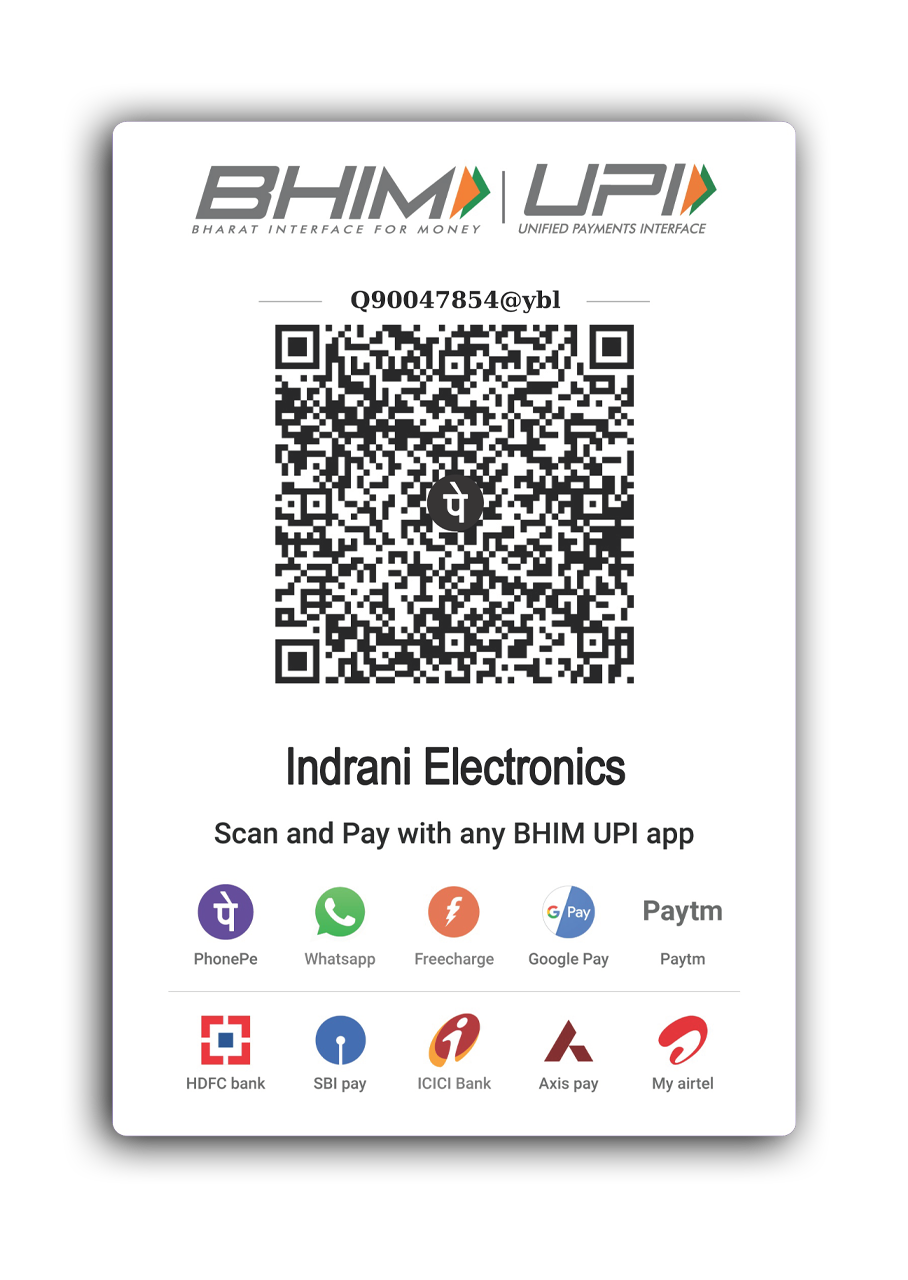 BHIM UPI
BHARAT INTERFACE FOR MONEY UNIFIED PAYMENTS INTERFACE
Q90047854@ybl
पे
Indrani Electronics
Scan and Pay with any BHIM UPI app
पे G Pay Paytm
PhonePe Whatsapp Freecharge Google Pay Paytm
HDFC bank SBI pay ICICI Bank Axis pay My airtel